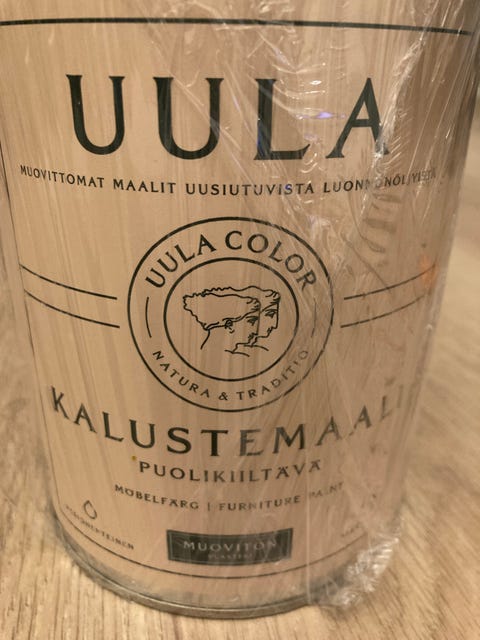 UULA
MUOVITTOMAT MAALIT UUSIUTUVISTA LUONNONÖLJYISTÄ
UULA COLOR
NATURA & TRADITIO
KALUSTEMAALI
PUOLIKIILTÄVÄ
MÖBELFÄRG | FURNITURE PAINT
MUOVITON